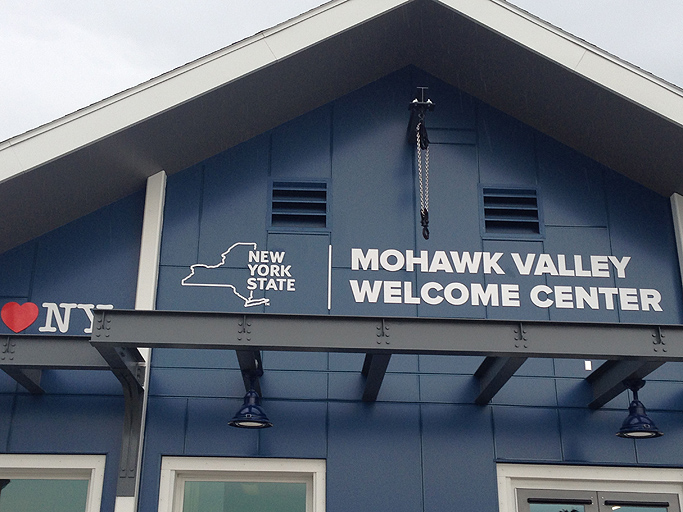 NEW
YORK
STATE
MOHAWK VALLEY
WELCOME CENTER
NY